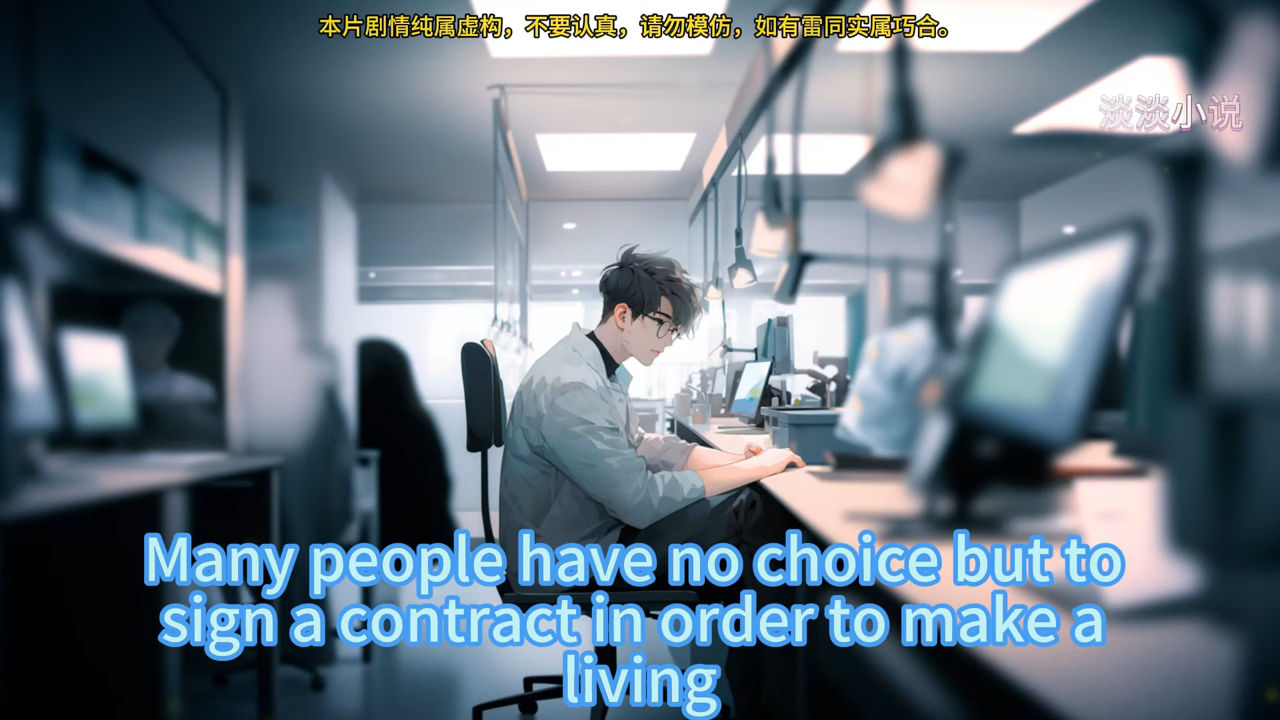 本片剧情纯属虚构，不要认真，请勿模仿，如有雷同实属巧合。
淡淡小说
Many people have no choice but to
sign a contract in order to make a
living